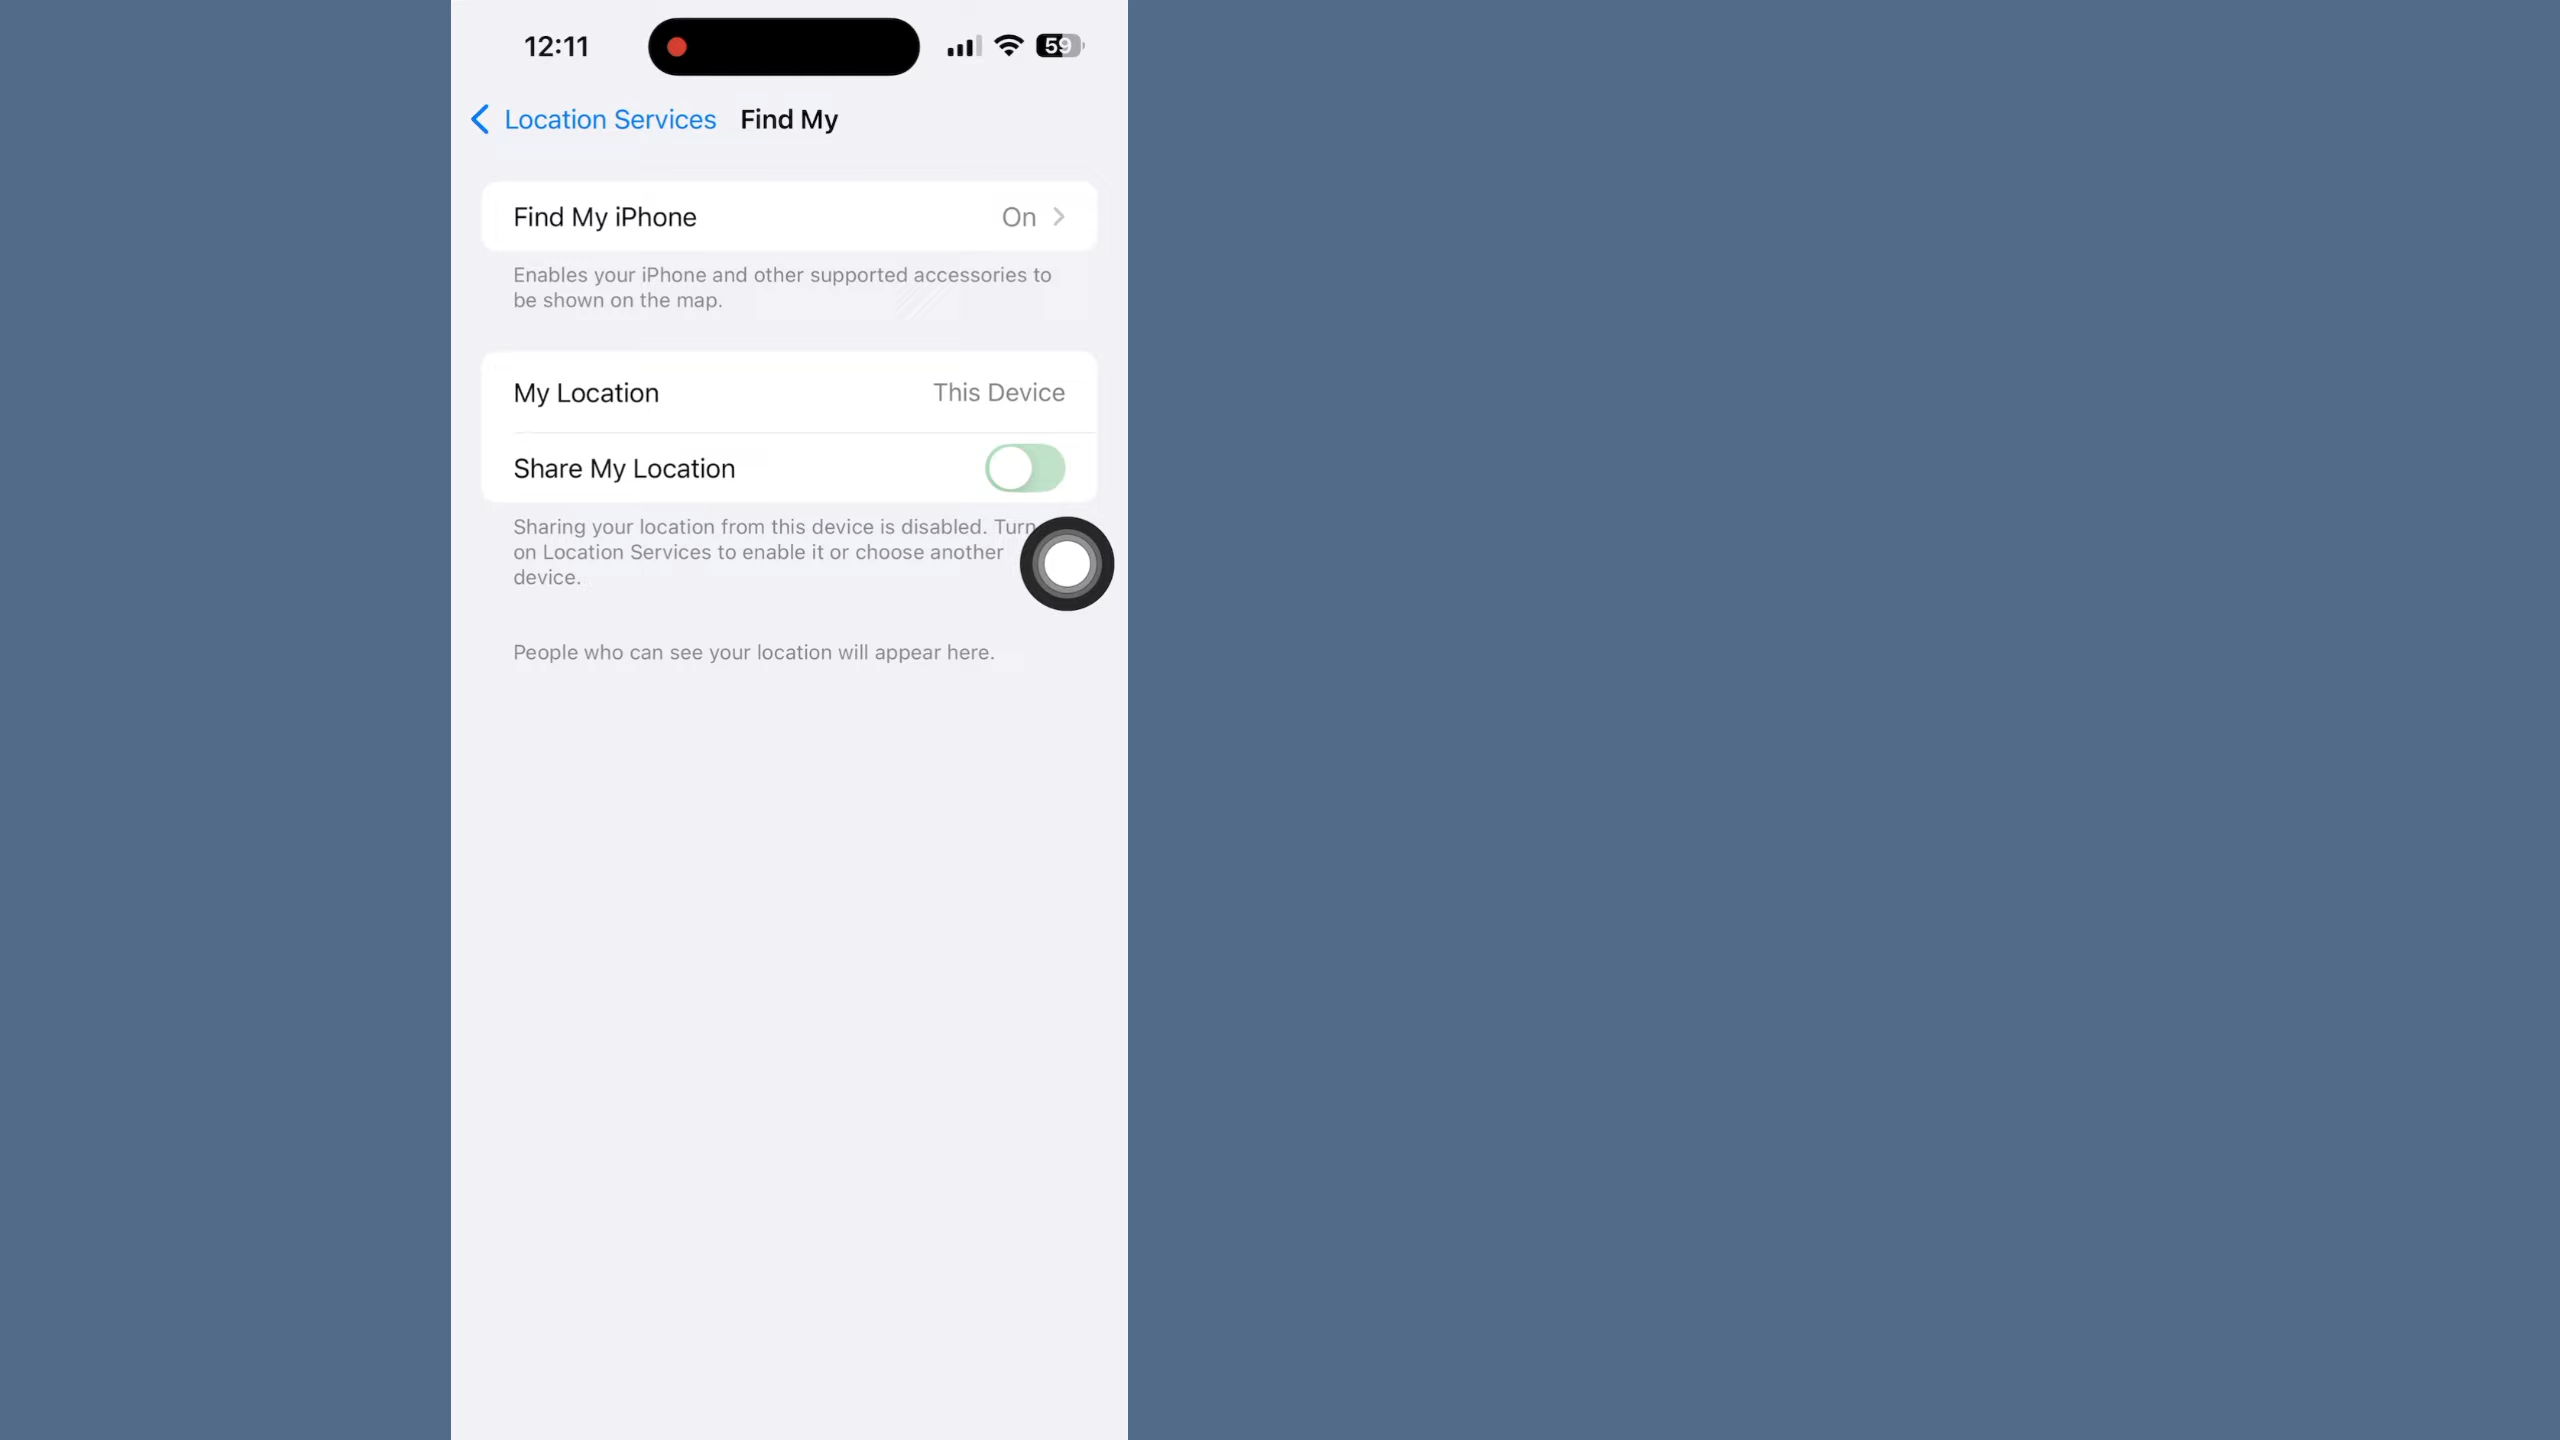 12:11
59
Location Services
Find My
Find My iPhone
On
Enables your iPhone and other supported accessories to
be shown on the map.
My Location
This Device
Share My Location
Sharing your location from this device is disabled. Turn
on Location Services to enable it or choose another
device.
People who can see your location will appear here.